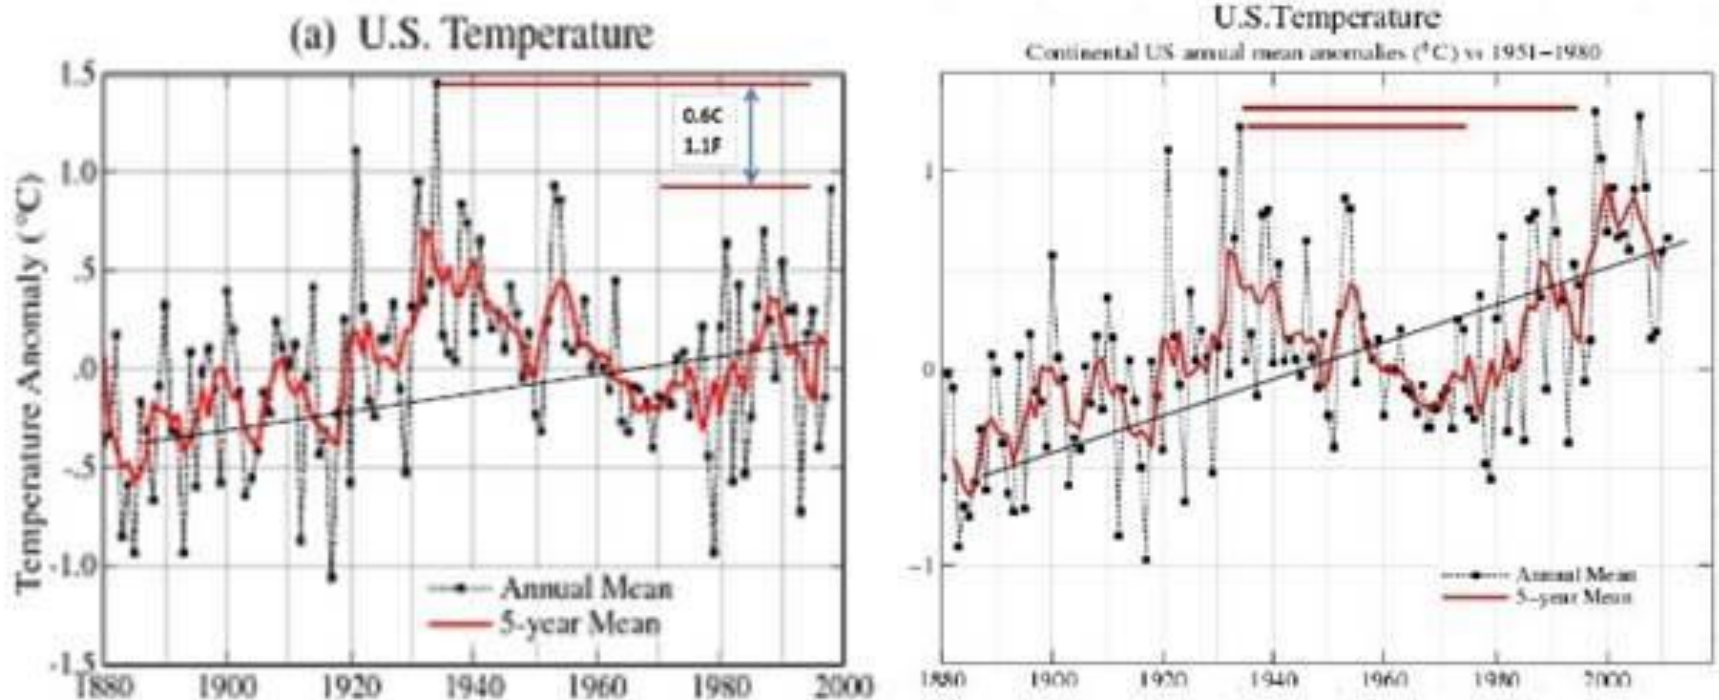 (a) U.S. Temperature
1.5
1.0
.5
.0
-.5
-1.0
-1.5
Temperature Anomaly (°C)
0.6C
1.1F
Annual Mean
5-year Mean
1880 1900 1920 1940 1960 1980 2000
U.S.Temperature
Continental US annual mean anomalies (°C) vs 1951-1980
1
0
-1
Annual Mean
5-year Mean
1880 1900 1920 1940 1960 1980 2000